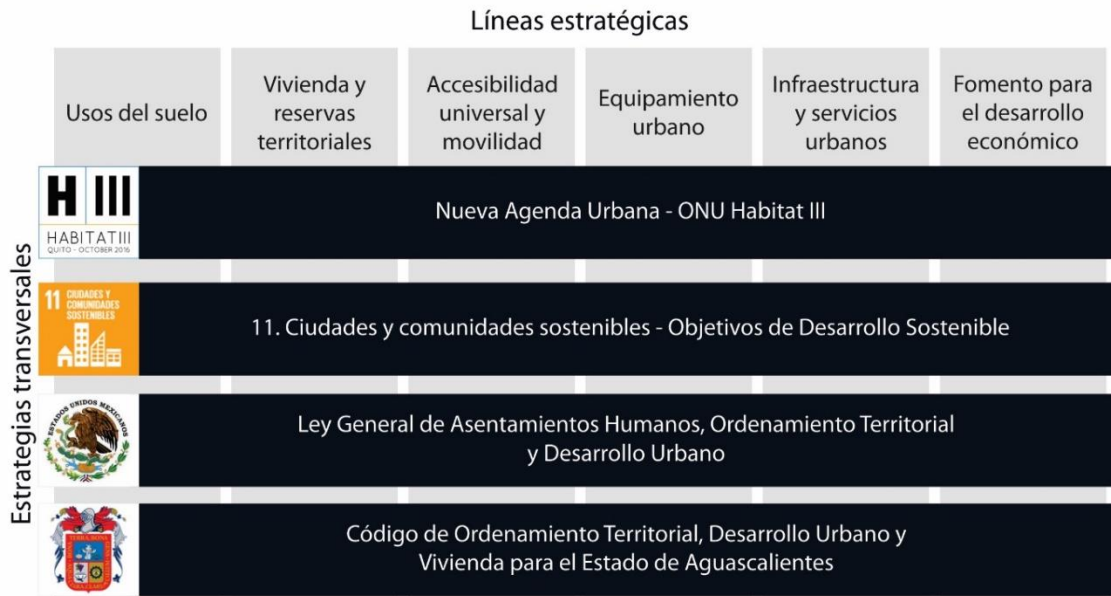 Líneas estratégicas
Usos del suelo
Vivienda y
reservas
territoriales
Accesibilidad
universal y
movilidad
Equipamiento
urbano
Infraestructura
y servicios
urbanos
Fomento para
el desarrollo
económico
Estrategias transversales
H III
HABITAT III
QUITO - OCTOBER 2016
Nueva Agenda Urbana - ONU Habitat III
11 CIUDADES Y
COMUNIDADES
SOSTENIBLES
11. Ciudades y comunidades sostenibles - Objetivos de Desarrollo Sostenible
ESTADOS UNIDOS MEXICANOS
Ley General de Asentamientos Humanos, Ordenamiento Territorial
y Desarrollo Urbano
Código de Ordenamiento Territorial, Desarrollo Urbano y
Vivienda para el Estado de Aguascalientes